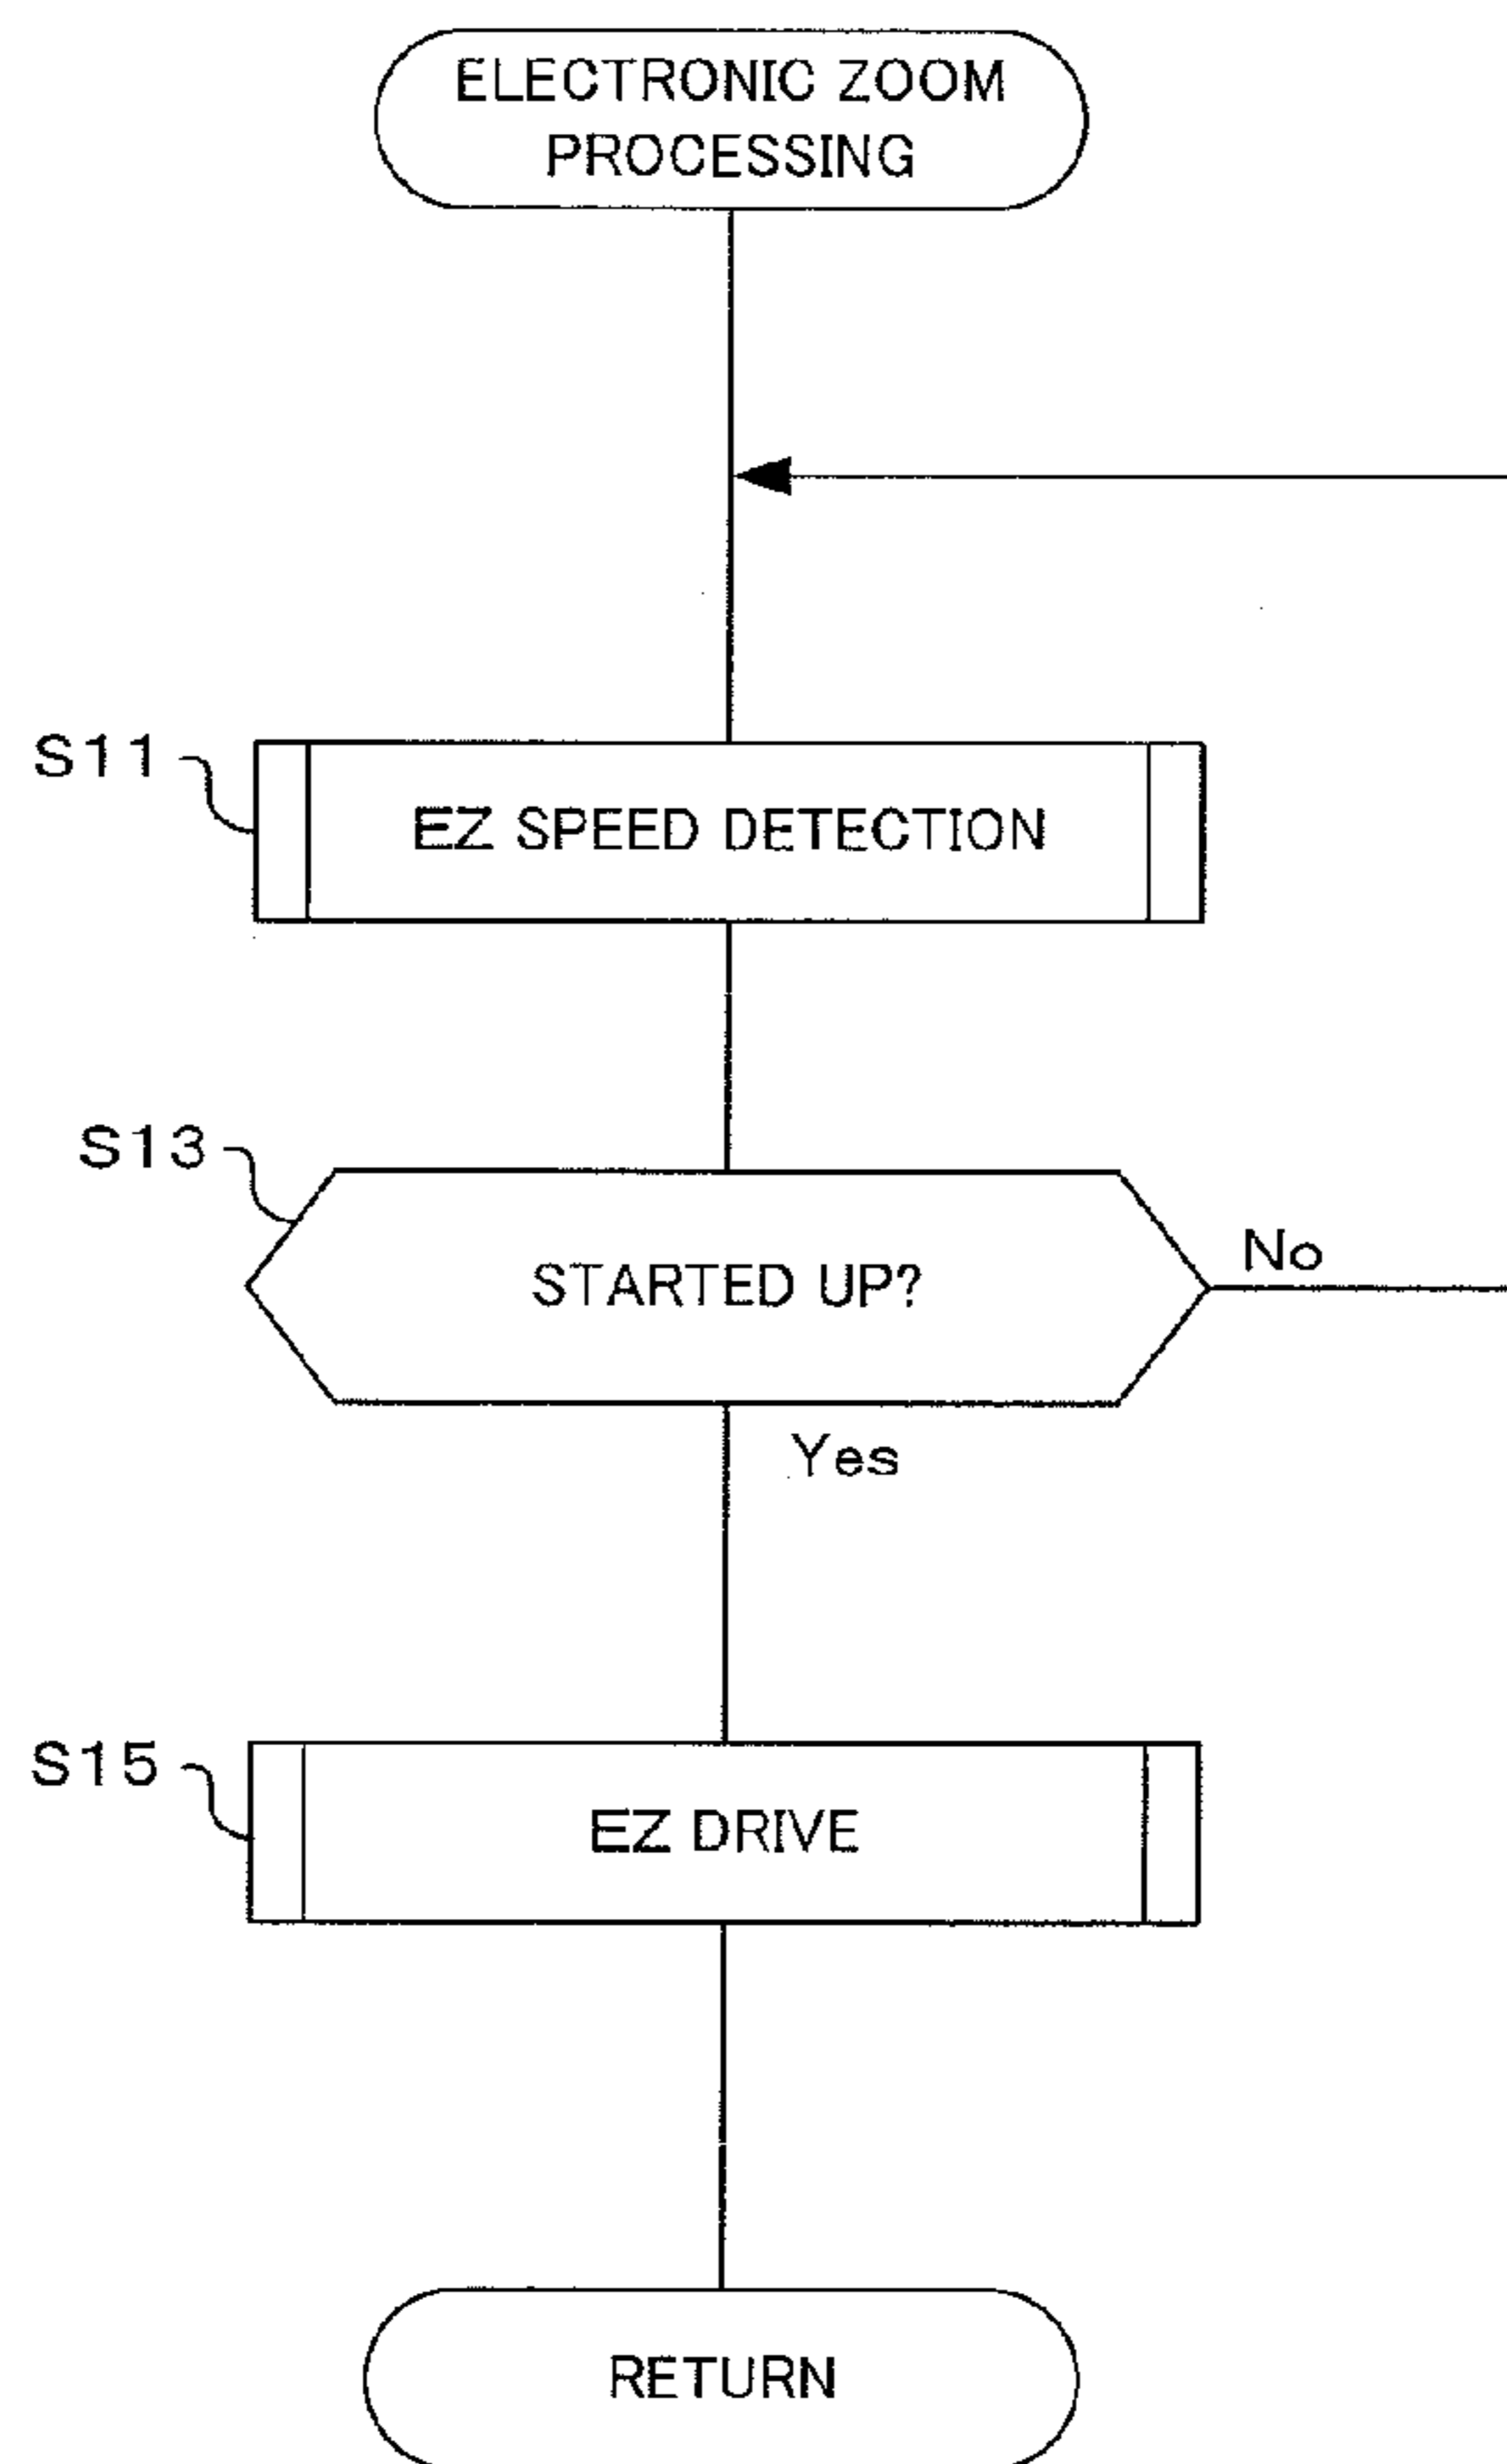 ELECTRONIC ZOOM
PROCESSING
S11
EZ SPEED DETECTION
S13
STARTED UP?
No
Yes
S15
EZ DRIVE
RETURN